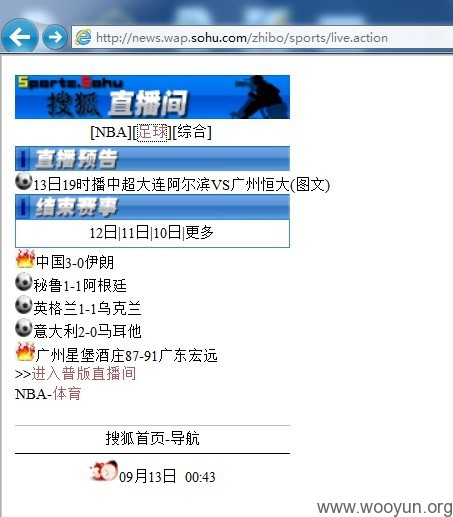 http://news.wap.sohu.com/zhibo/sports/live.action
Sports.Sohu
搜狐 直播间
[NBA][足球][综合]
直播预告
13日19时播中超大连阿尔滨VS广州恒大(图文)
结束赛事
12日|11日|10日|更多
中国3-0伊朗
秘鲁1-1阿根廷
英格兰1-1乌克兰
意大利2-0马耳他
广州星堡酒庄87-91广东宏远
>>进入普版直播间
NBA-体育
搜狐首页-导航
09月13日 00:43
www.wooyun.org